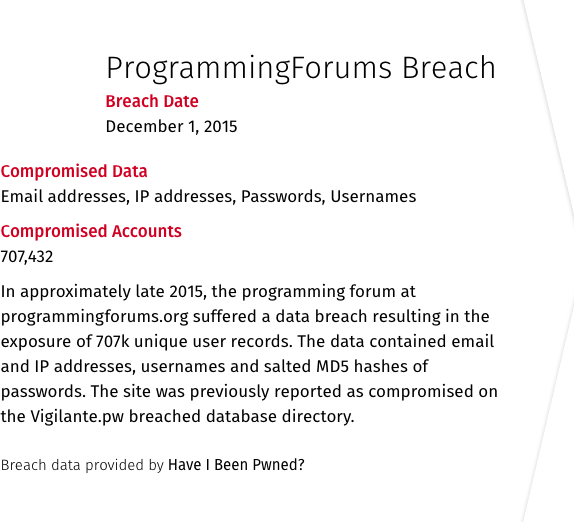 ProgrammingForums Breach
Breach Date
December 1, 2015
Compromised Data
Email addresses, IP addresses, Passwords, Usernames
Compromised Accounts
707,432
In approximately late 2015, the programming forum at
programmingforums.org suffered a data breach resulting in the
exposure of 707k unique user records. The data contained email
and IP addresses, usernames and salted MD5 hashes of
passwords. The site was previously reported as compromised on
the Vigilante.pw breached database directory.
Breach data provided by Have I Been Pwned?